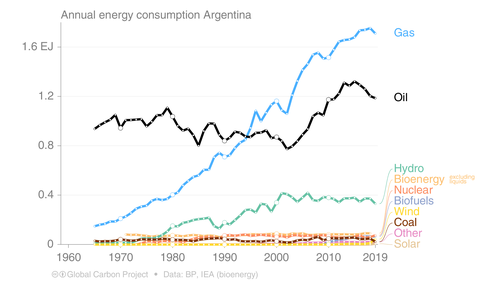 Annual energy consumption Argentina
1.6 EJ
1.2
0.8
0.4
0
1960
1970
1980
1990
2000
2010
2019
Gas
Oil
Hydro
Bioenergy excluding liquids
Nuclear
Biofuels
Wind
Coal
Other
Solar
Global Carbon Project • Data: BP, IEA (bioenergy)